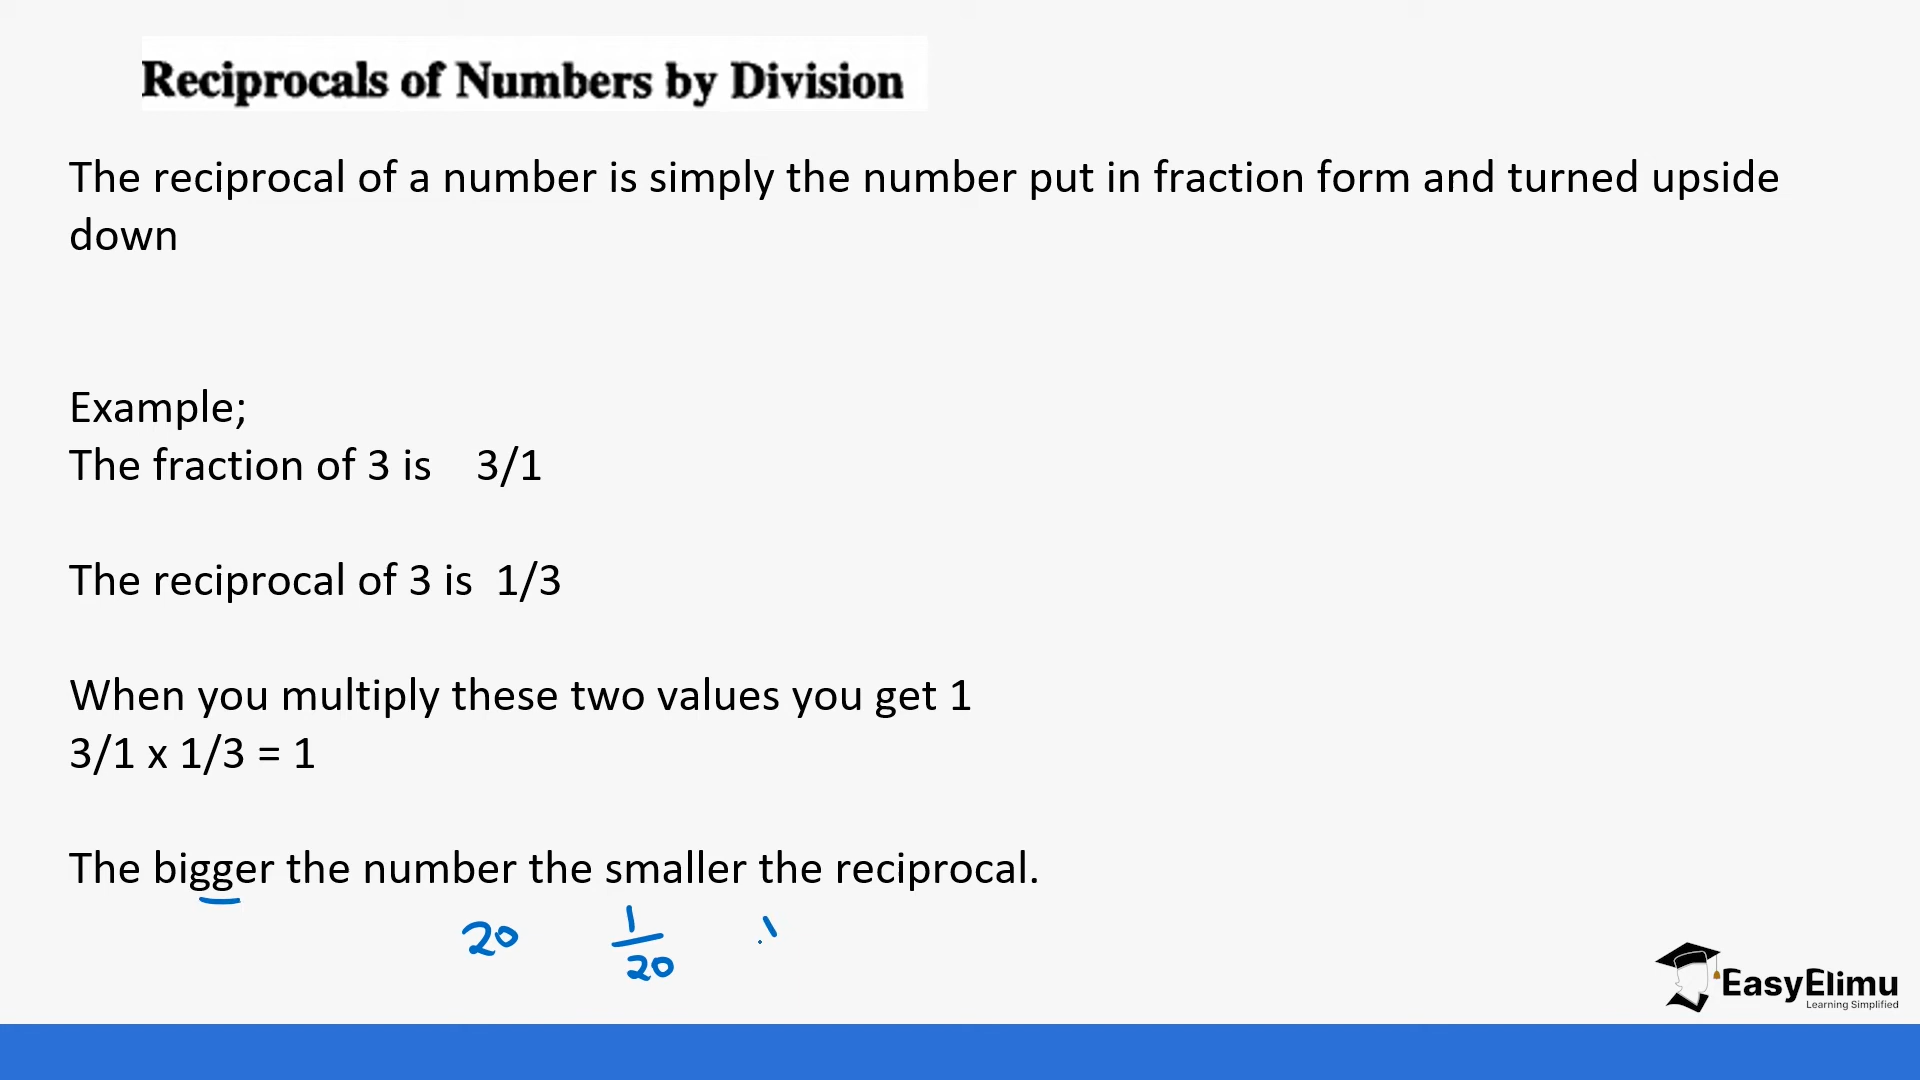 Reciprocals of Numbers by Division
The reciprocal of a number is simply the number put in fraction form and turned upside
down
Example;
The fraction of 3 is 3/1
The reciprocal of 3 is 1/3
When you multiply these two values you get 1
3/1 x 1/3 = 1
The bigger the number the smaller the reciprocal.
20 1/20
EasyElimu
Learning Simplified